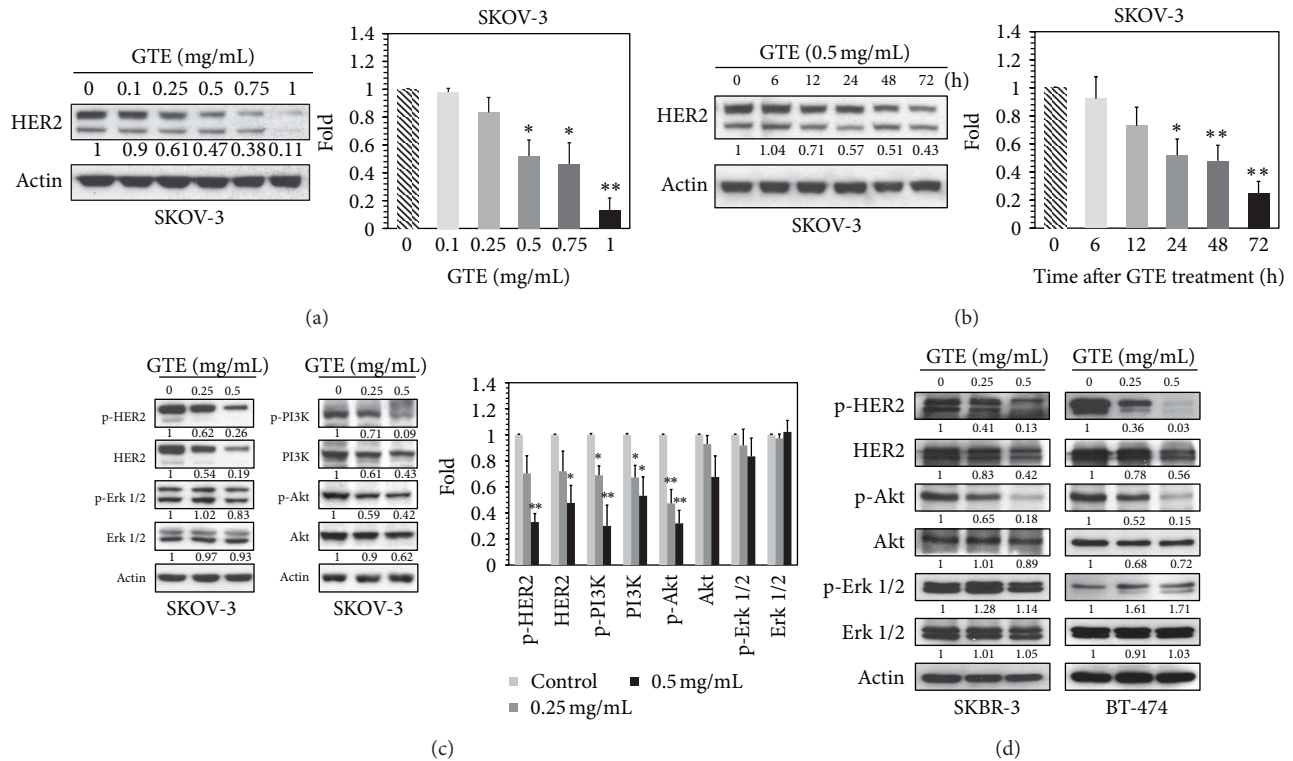 GTE (mg/mL)
0 0.1 0.25 0.5 0.75 1
HER2
1 0.9 0.61 0.47 0.38 0.11
Actin
SKOV-3
SKOV-3
Fold
1.4
1.2
1
0.8
0.6
0.4
0.2
0
* * **
0 0.1 0.25 0.5 0.75 1
GTE (mg/mL)
(a)
GTE (0.5 mg/mL)
0 6 12 24 48 72 (h)
HER2
1 1.04 0.71 0.57 0.51 0.43
Actin
SKOV-3
SKOV-3
Fold
1.4
1.2
1
0.8
0.6
0.4
0.2
0
* ** **
0 6 12 24 48 72
Time after GTE treatment (h)
(b)
GTE (mg/mL)
0 0.25 0.5
p-HER2
1 0.62 0.26
HER2
1 0.54 0.19
p-Erk 1/2
1 1.02 0.83
Erk 1/2
1 0.97 0.93
Actin
SKOV-3
GTE (mg/mL)
0 0.25 0.5
p-PI3K
1 0.71 0.09
PI3K
1 0.61 0.43
p-Akt
1 0.59 0.42
Akt
1 0.9 0.62
Actin
SKOV-3
Fold
1.4
1.2
1
0.8
0.6
0.4
0.2
0
** * * ** * * ** **
p-HER2
HER2
p-PI3K
PI3K
p-Akt
Akt
p-Erk 1/2
Erk 1/2
Control
0.25 mg/mL
0.5 mg/mL
(c)
GTE (mg/mL) GTE (mg/mL)
0 0.25 0.5 0 0.25 0.5
p-HER2
1 0.41 0.13 1 0.36 0.03
HER2
1 0.83 0.42 1 0.78 0.56
p-Akt
1 0.65 0.18 1 0.52 0.15
Akt
1 1.01 0.89 1 0.68 0.72
p-Erk 1/2
1 1.28 1.14 1 1.61 1.71
Erk 1/2
1 1.01 1.05 1 0.91 1.03
Actin
SKBR-3 BT-474
(d)